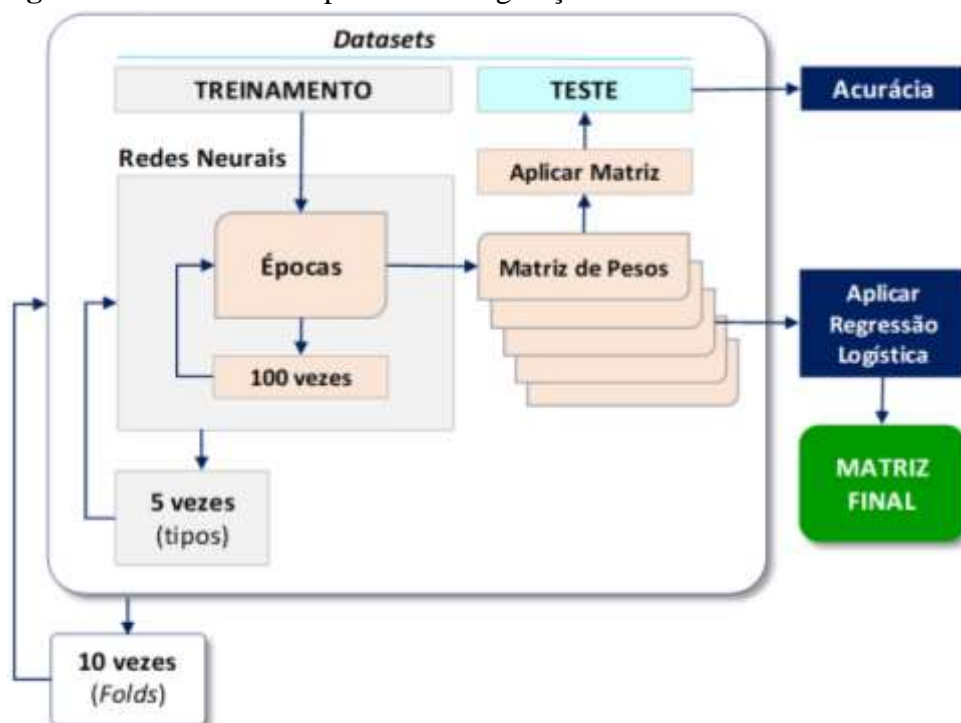 Datasets
TREINAMENTO
TESTE
Acurácia
Redes Neurais
Aplicar Matriz
Épocas
Matriz de Pesos
Aplicar
Regressão
Logística
100 vezes
MATRIZ
FINAL
5 vezes
(tipos)
10 vezes
(Folds)